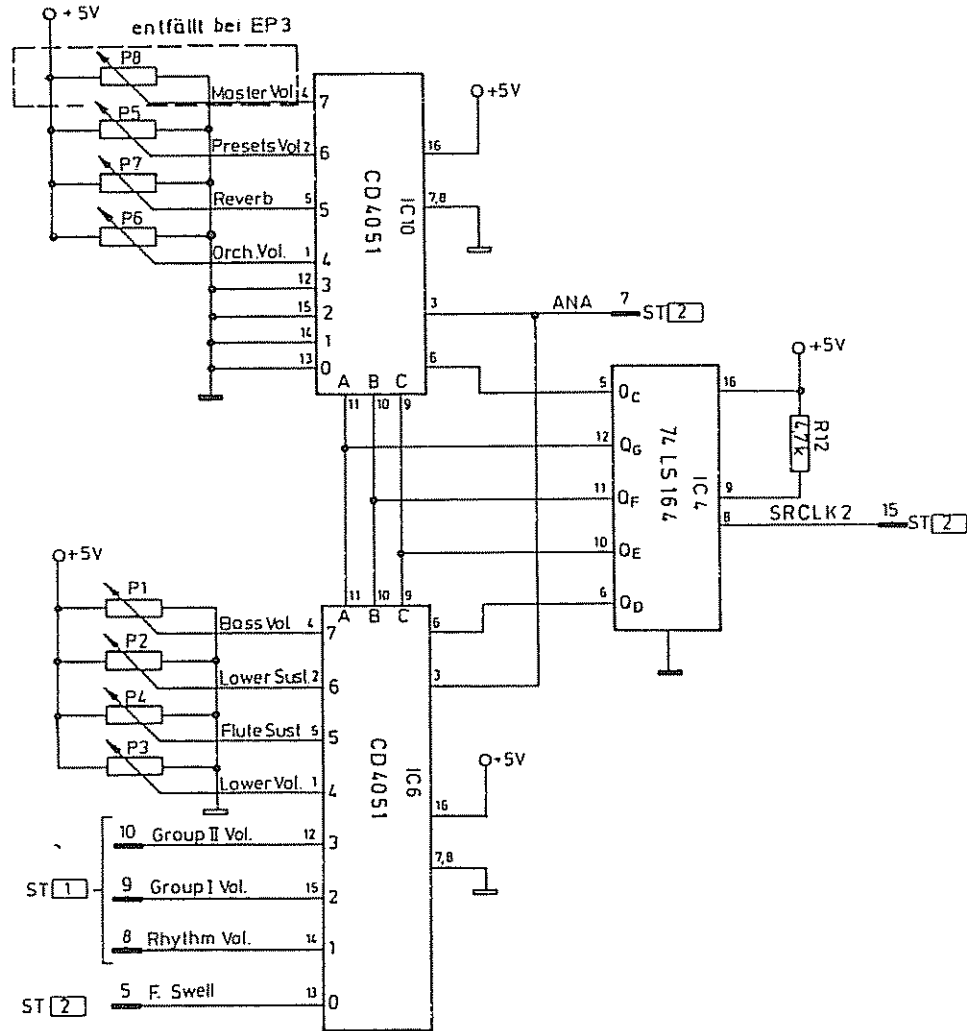 +5V
entfällt bei EP3
P8
Master Vol 4 7
+5V
P5
Presets Vol 2 6
16
P7
Reverb 5 5
CD4051
IC10
7,8
P6
Orch. Vol. 1 4
12 3
15 2
3 ANA 7 ST 2
14 1
13 0
6
+5V
A B C
11 10 9
5 QC
16
12 QG
74LS164
IC4
R12
4,7k
11 QF
9
8 SRCLK2 15 ST 2
10 QE
+5V
P1
11 10 9
A B C
6 QD
Bass Vol 4 7
6
P2
Lower Sust. 2 6
3
P4
Flute Sust 5 5
CD4051
IC6
+5V
P3
Lower Vol. 1 4
16
10 Group II Vol. 12 3
7,8
ST 1
9 Group I Vol. 15 2
8 Rhythm Vol. 14 1
ST 2
5 F. Swell 13 0